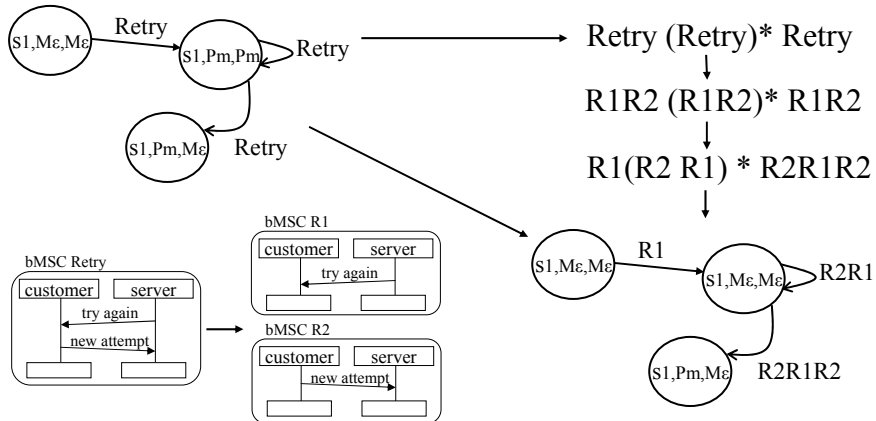 Retry
S1,Mε,Mε
S1,Pm,Pm
Retry
S1,Pm,Mε
Retry
Retry (Retry)* Retry
R1R2 (R1R2)* R1R2
R1(R2 R1) * R2R1R2
bMSC Retry
customer server
try again
new attempt
bMSC R1
customer server
try again
bMSC R2
customer server
new attempt
S1,Mε,Mε
R1
S1,Mε,Mε
R2R1
S1,Pm,Mε
R2R1R2